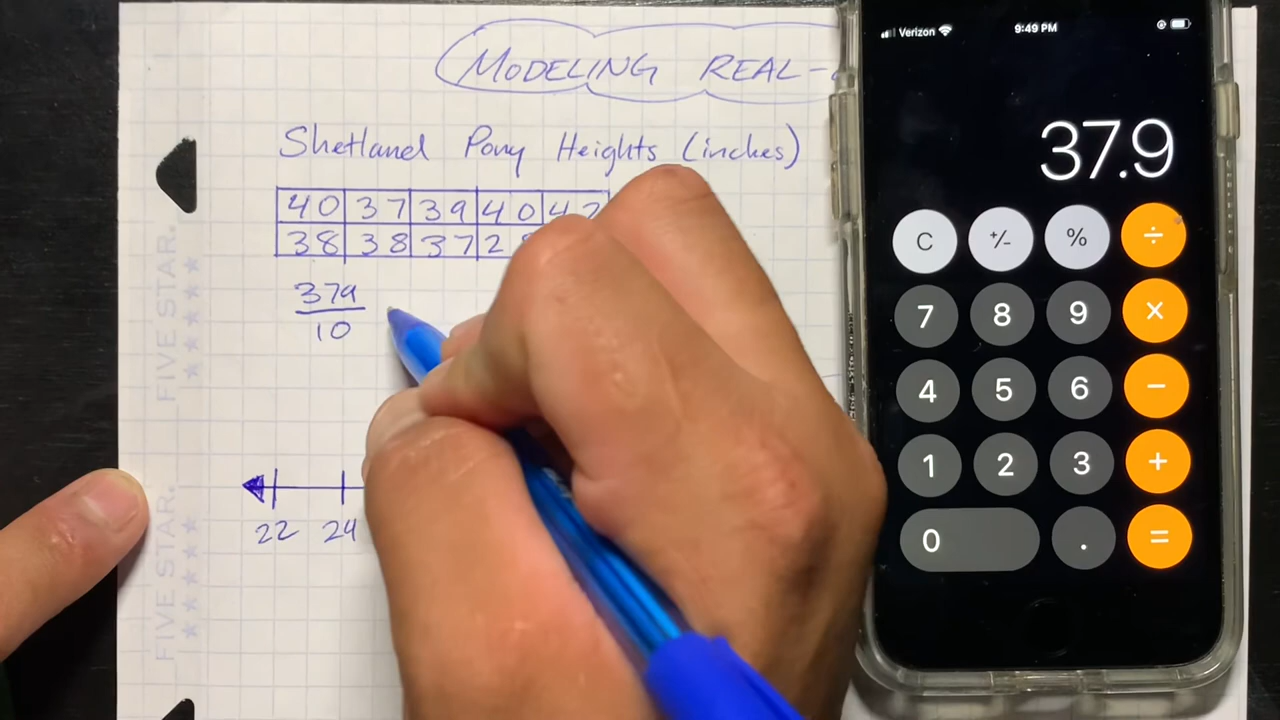 MODELING REAL-
Shetland Pony Heights (inches)
40 37 39 40 42
38 38 37 2
379
10
22 24
FIVE STAR.
FIVE STAR.
Verizon 9:49 PM
37.9
C +/- % ÷
7 8 9 ×
4 5 6 −
1 2 3 +
0 . =